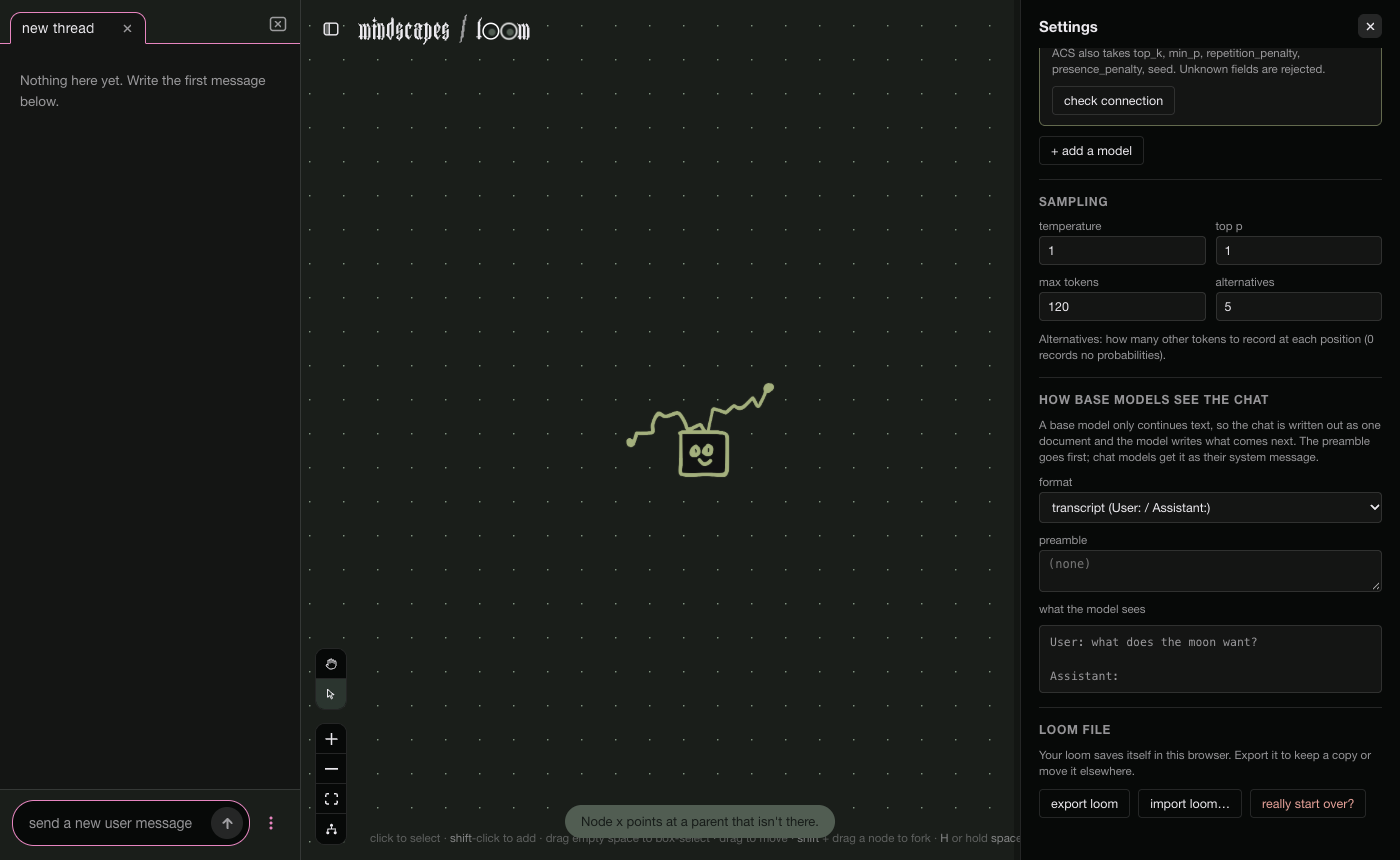 new thread
Nothing here yet. Write the first message
below.
send a new user message
mindscapes / loom
Node x points at a parent that isn't there.
click to select · shift-click to add · drag empty space to box-select · drag to move · shift + drag a node to fork · H or hold space
Settings
ACS also takes top_k, min_p, repetition_penalty,
presence_penalty, seed. Unknown fields are rejected.
check connection
+ add a model
SAMPLING
temperature
top p
1
1
max tokens
alternatives
120
5
Alternatives: how many other tokens to record at each position (0
records no probabilities).
HOW BASE MODELS SEE THE CHAT
A base model only continues text, so the chat is written out as one
document and the model writes what comes next. The preamble
goes first; chat models get it as their system message.
format
transcript (User: / Assistant:)
preamble
(none)
what the model sees
User: what does the moon want?
Assistant:
LOOM FILE
Your loom saves itself in this browser. Export it to keep a copy or
move it elsewhere.
export loom
import loom...
really start over?